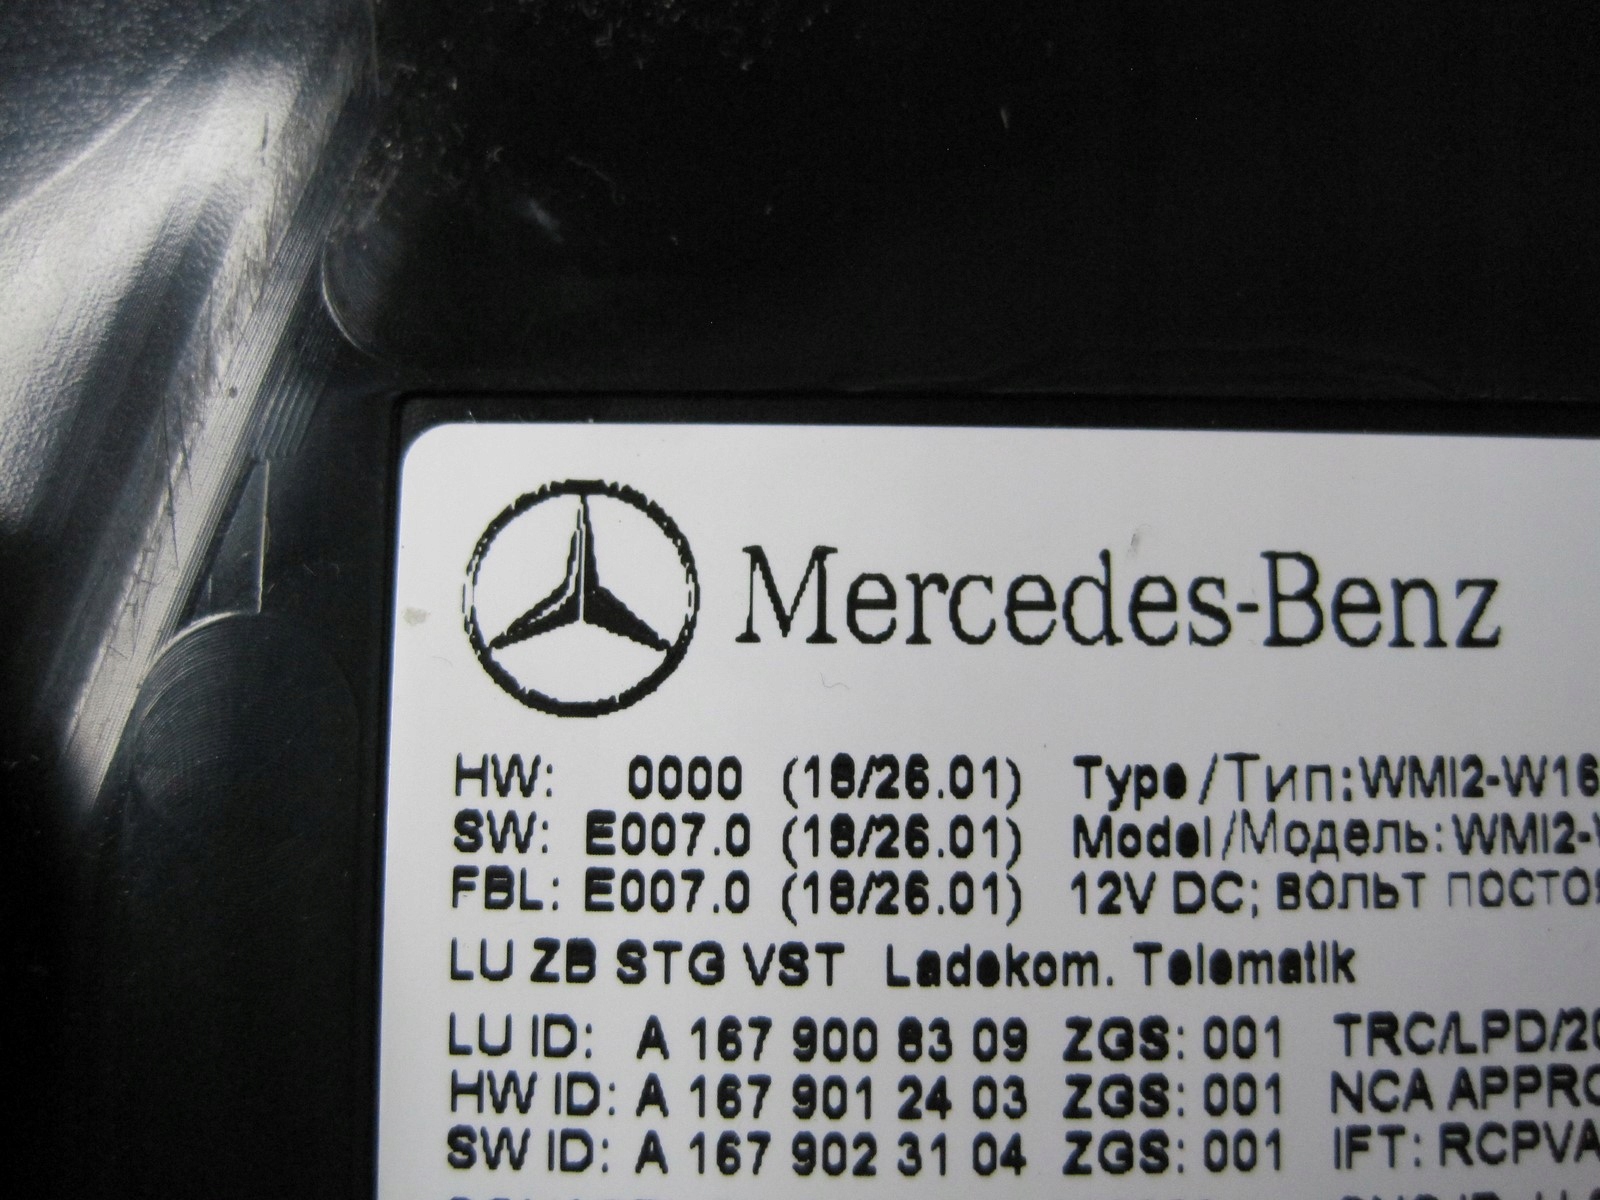 Mercedes-Benz
HW: 0000 (18/26.01) Type/Тип:WMI2-W16
SW: E007.0 (18/26.01) Model/Модель:WMI2-
FBL: E007.0 (18/26.01) 12V DC; вольт
LU ZB STG VST Ladekom. Telematik
LU ID: A 167 900 83 09 ZGS: 001 TRC/LPD/20
HW ID: A 167 901 24 03 ZGS: 001 NCA APPRO
SW ID: A 167 902 31 04 ZGS: 001 IFT: RCPVA